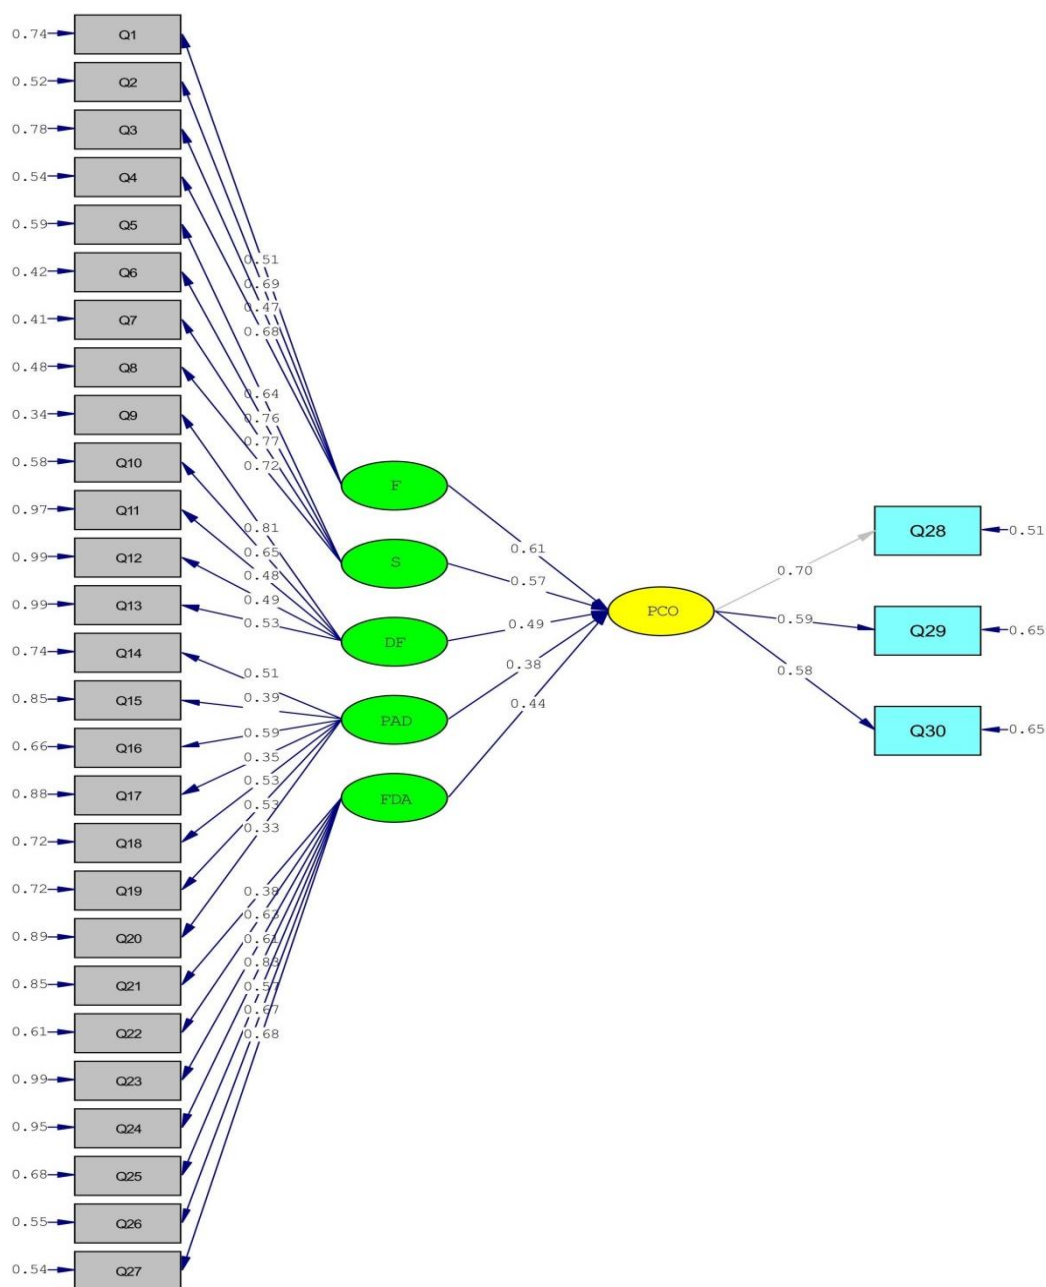 0.74 Q1
0.52 Q2
0.78 Q3
0.54 Q4
0.59 Q5
0.42 Q6
0.41 Q7
0.48 Q8
0.34 Q9
0.58 Q10
0.97 Q11
0.99 Q12
0.99 Q13
0.74 Q14
0.85 Q15
0.66 Q16
0.88 Q17
0.72 Q18
0.72 Q19
0.89 Q20
0.85 Q21
0.61 Q22
0.99 Q23
0.95 Q24
0.68 Q25
0.55 Q26
0.54 Q27
0.51
0.69
0.47
0.68
0.64
0.76
0.77
0.72
0.81
0.65
0.48
0.49
0.53
0.51
0.39
0.59
0.35
0.53
0.53
0.33
0.38
0.63
0.61
0.83
0.57
0.67
0.68
F
S
DF
PAD
FDA
0.61
0.57
0.49
0.38
0.44
PCO
0.70
0.59
0.58
Q28 0.51
Q29 0.65
Q30 0.65